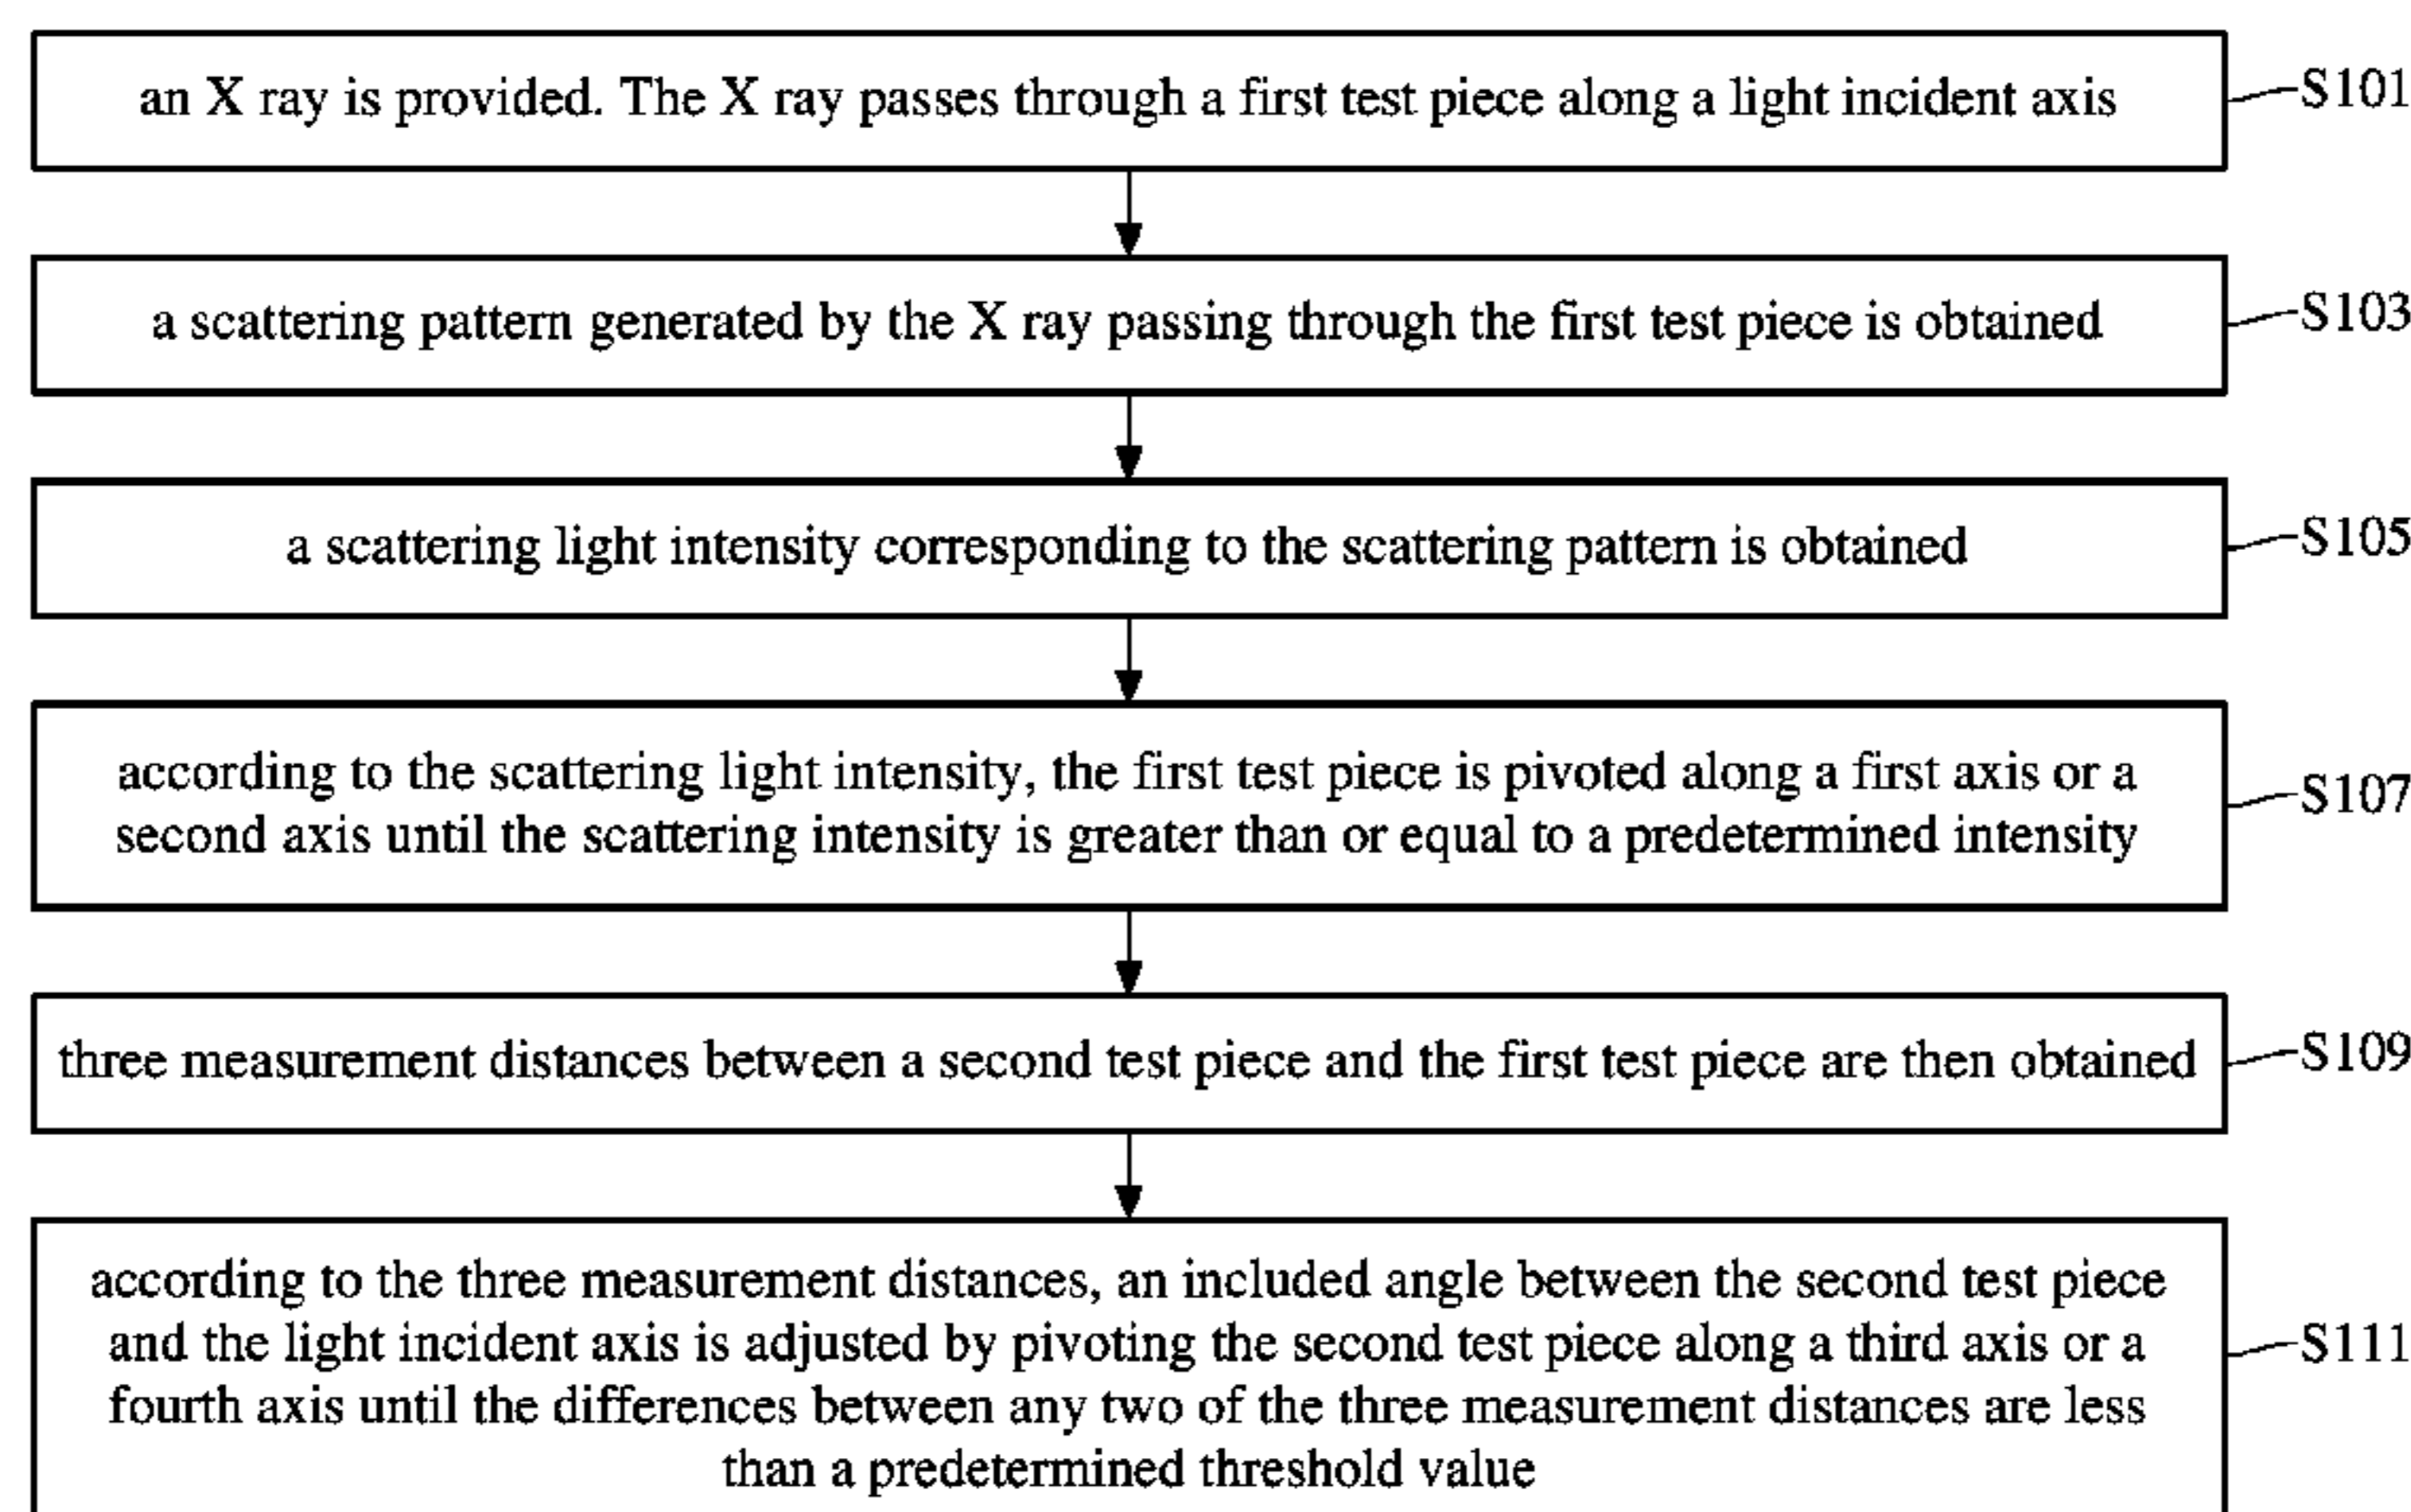 an X ray is provided. The X ray passes through a first test piece along a light incident axis
S101
a scattering pattern generated by the X ray passing through the first test piece is obtained
S103
a scattering light intensity corresponding to the scattering pattern is obtained
S105
according to the scattering light intensity, the first test piece is pivoted along a first axis or a
second axis until the scattering intensity is greater than or equal to a predetermined intensity
S107
three measurement distances between a second test piece and the first test piece are then obtained
S109
according to the three measurement distances, an included angle between the second test piece
and the light incident axis is adjusted by pivoting the second test piece along a third axis or a
fourth axis until the differences between any two of the three measurement distances are less
than a predetermined threshold value
S111